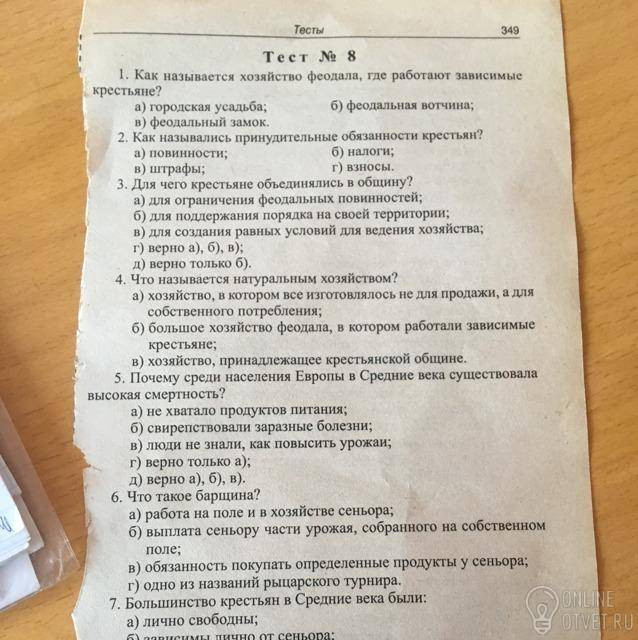 Тесты 349
Тест № 8
1. Как называется хозяйство феодала, где работают зависимые
крестьяне?
а) городская усадьба; б) феодальная вотчина;
в) феодальный замок.
2. Как назывались принудительные обязанности крестьян?
а) повинности; б) налоги;
в) штрафы; г) взносы.
3. Для чего крестьяне объединялись в общину?
а) для ограничения феодальных повинностей;
б) для поддержания порядка на своей территории;
в) для создания равных условий для ведения хозяйства;
г) верно а), б), в);
д) верно только б).
4. Что называется натуральным хозяйством?
а) хозяйство, в котором все изготовлялось не для продажи, а для
собственного потребления;
б) большое хозяйство феодала, в котором работали зависимые
крестьяне;
в) хозяйство, принадлежащее крестьянской общине.
5. Почему среди населения Европы в Средние века существовала
высокая смертность?
а) не хватало продуктов питания;
б) свирепствовали заразные болезни;
в) люди не знали, как повысить урожаи;
г) верно только а);
д) верно а), б), в).
6. Что такое барщина?
а) работа на поле и в хозяйстве сеньора;
б) выплата сеньору части урожая, собранного на собственном
поле;
в) обязанность покупать определенные продукты у сеньора;
г) одно из названий рыцарского турнира.
7. Большинство крестьян в Средние века были:
а) лично свободны;
б) зависимы лично от сеньора;
ONLINE
OTVET.RU